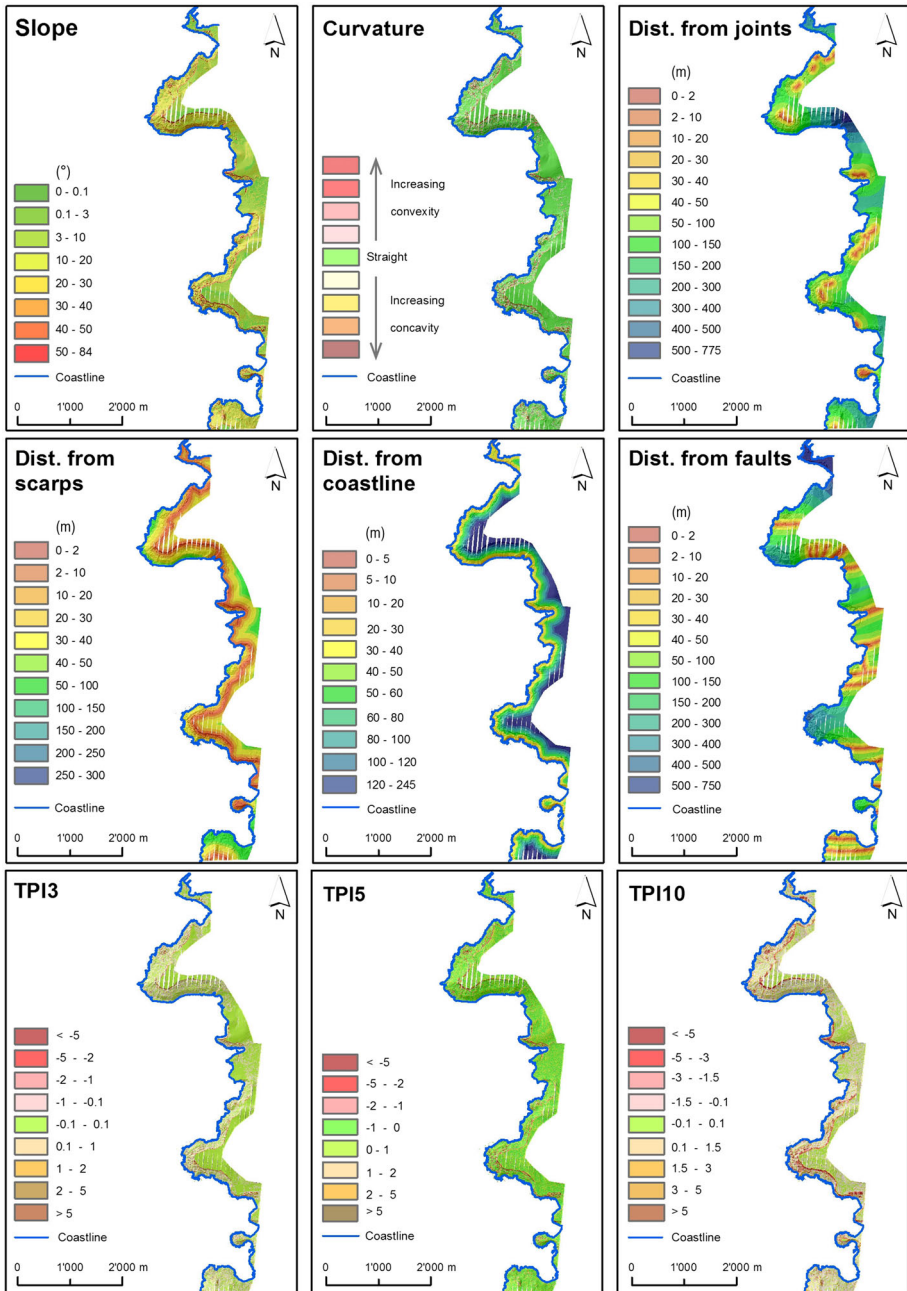 Slope
N
(°)
0 - 0.1
0.1 - 3
3 - 10
10 - 20
20 - 30
30 - 40
40 - 50
50 - 84
Coastline
0 1'000 2'000 m
Curvature
N
Increasing
convexity
Straight
Increasing
concavity
Coastline
0 1'000 2'000 m
Dist. from joints
N
(m)
0 - 2
2 - 10
10 - 20
20 - 30
30 - 40
40 - 50
50 - 100
100 - 150
150 - 200
200 - 300
300 - 400
400 - 500
500 - 775
Coastline
0 1'000 2'000 m
Dist. from
scarps
N
(m)
0 - 2
2 - 10
10 - 20
20 - 30
30 - 40
40 - 50
50 - 100
100 - 150
150 - 200
200 - 250
250 - 300
Coastline
0 1'000 2'000 m
Dist. from
coastline
N
(m)
0 - 5
5 - 10
10 - 20
20 - 30
30 - 40
40 - 50
50 - 60
60 - 80
80 - 100
100 - 120
120 - 245
Coastline
0 1'000 2'000 m
Dist. from faults
N
(m)
0 - 2
2 - 10
10 - 20
20 - 30
40 - 50
50 - 100
100 - 150
150 - 200
200 - 300
300 - 400
400 - 500
500 - 750
Coastline
0 1'000 2'000 m
TPI3
N
< -5
-5 - -2
-2 - -1
-1 - -0.1
-0.1 - 0.1
0.1 - 1
1 - 2
2 - 5
> 5
Coastline
0 1'000 2'000 m
TPI5
N
< -5
-5 - -2
-2 - -1
-1 - 0
0 - 1
1 - 2
2 - 5
> 5
Coastline
0 1'000 2'000 m
TPI10
N
< -5
-5 - -3
-3 - -1.5
-1.5 - -0.1
-0.1 - 0.1
0.1 - 1.5
1.5 - 3
3 - 5
> 5
Coastline
0 1'000 2'000 m